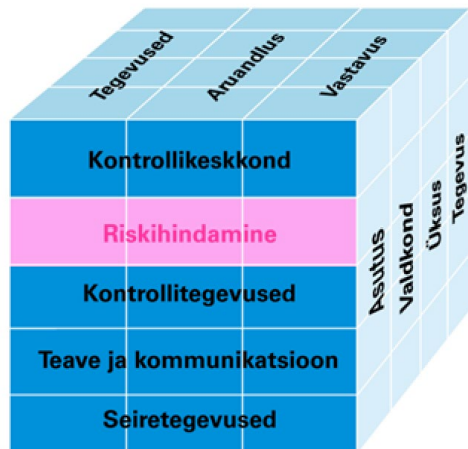 Tegevused
Aruandlus
Vastavus
Kontrollikeskkond
Riskihindamine
Kontrollitegevused
Teave ja kommunikatsioon
Seiretegevused
Asutus
Valdkond
Üksus
Tegevus